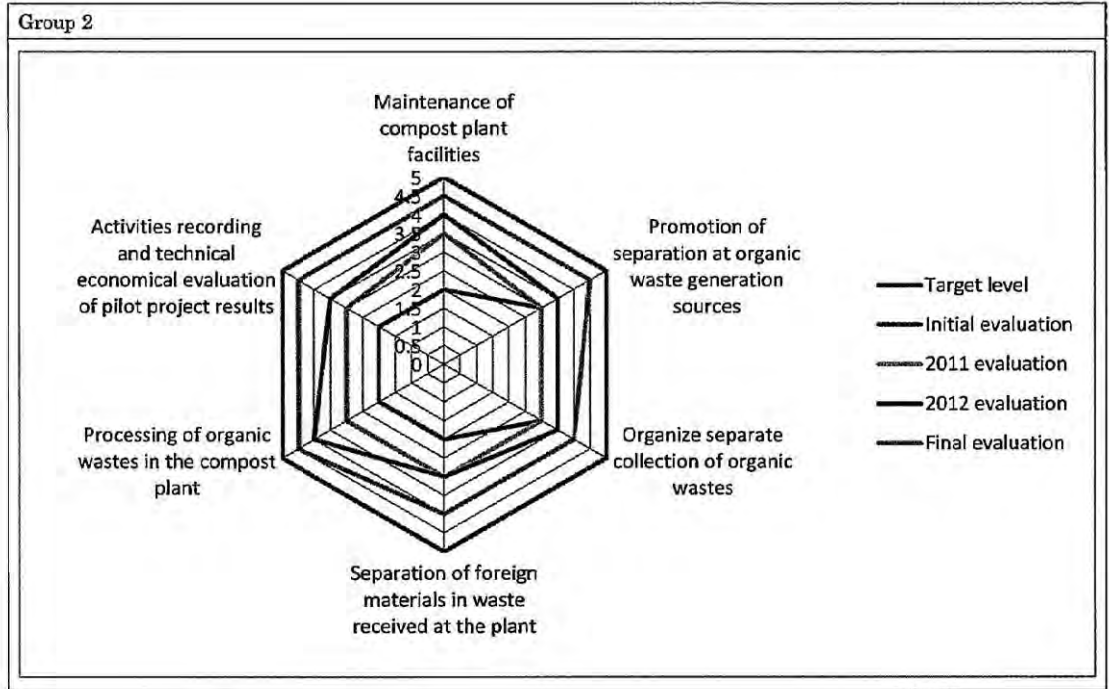 Group 2
Maintenance of
compost plant
facilities
5
4.5
4
3.5
3
2.5
2
1.5
1
0.5
0
Promotion of
separation at organic
waste generation
sources
Organize separate
collection of organic
wastes
Separation of foreign
materials in waste
received at the plant
Processing of organic
wastes in the compost
plant
Activities recording
and technical
economical evaluation
of pilot project results
Target level
Initial evaluation
2011 evaluation
2012 evaluation
Final evaluation